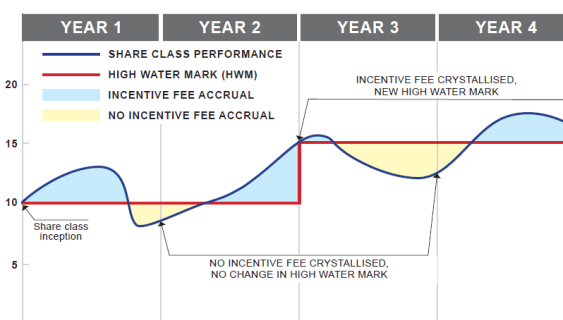 YEAR 1
YEAR 2
YEAR 3
YEAR 4
SHARE CLASS PERFORMANCE
HIGH WATER MARK (HWM)
INCENTIVE FEE ACCRUAL
NO INCENTIVE FEE ACCRUAL
INCENTIVE FEE CRYSTALLISED,
NEW HIGH WATER MARK
20
15
10
5
Share class
inception
NO INCENTIVE FEE CRYSTALLISED,
NO CHANGE IN HIGH WATER MARK